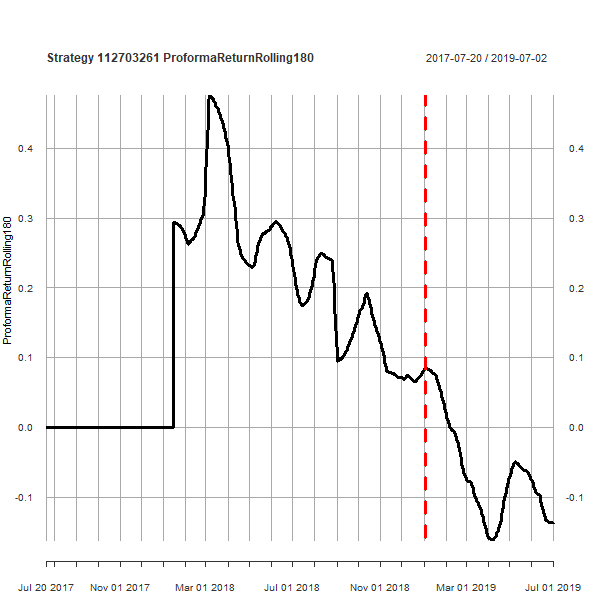 Strategy 112703261 ProformaReturnRolling180 2017-07-20 / 2019-07-02
ProformaReturnRolling180
0.4 0.4
0.3 0.3
0.2 0.2
0.1 0.1
0.0 0.0
-0.1 -0.1
Jul 20 2017 Nov 01 2017 Mar 01 2018 Jul 01 2018 Nov 01 2018 Mar 01 2019 Jul 01 2019